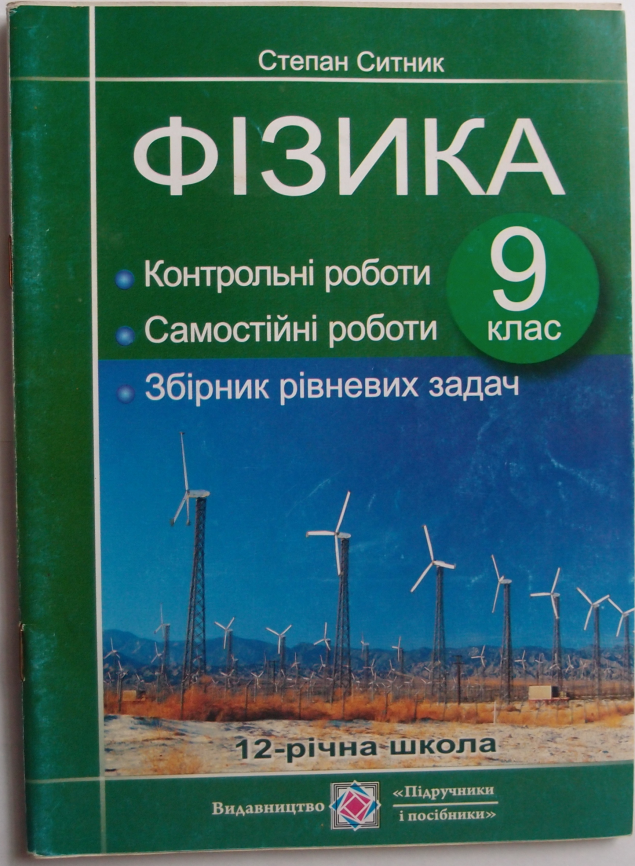 Степан Ситник
ФІЗИКА
9
клас
Контрольні роботи
Самостійні роботи
Збірник рівневих задач
12-річна школа
Видавництво
«Підручники
і посібники»